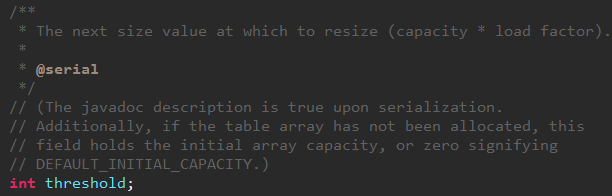 /**
* The next size value at which to resize (capacity * load factor).
*
* @serial
*/
// (The javadoc description is true upon serialization.
// Additionally, if the table array has not been allocated, this
// field holds the initial array capacity, or zero signifying
// DEFAULT_INITIAL_CAPACITY.)
int threshold;